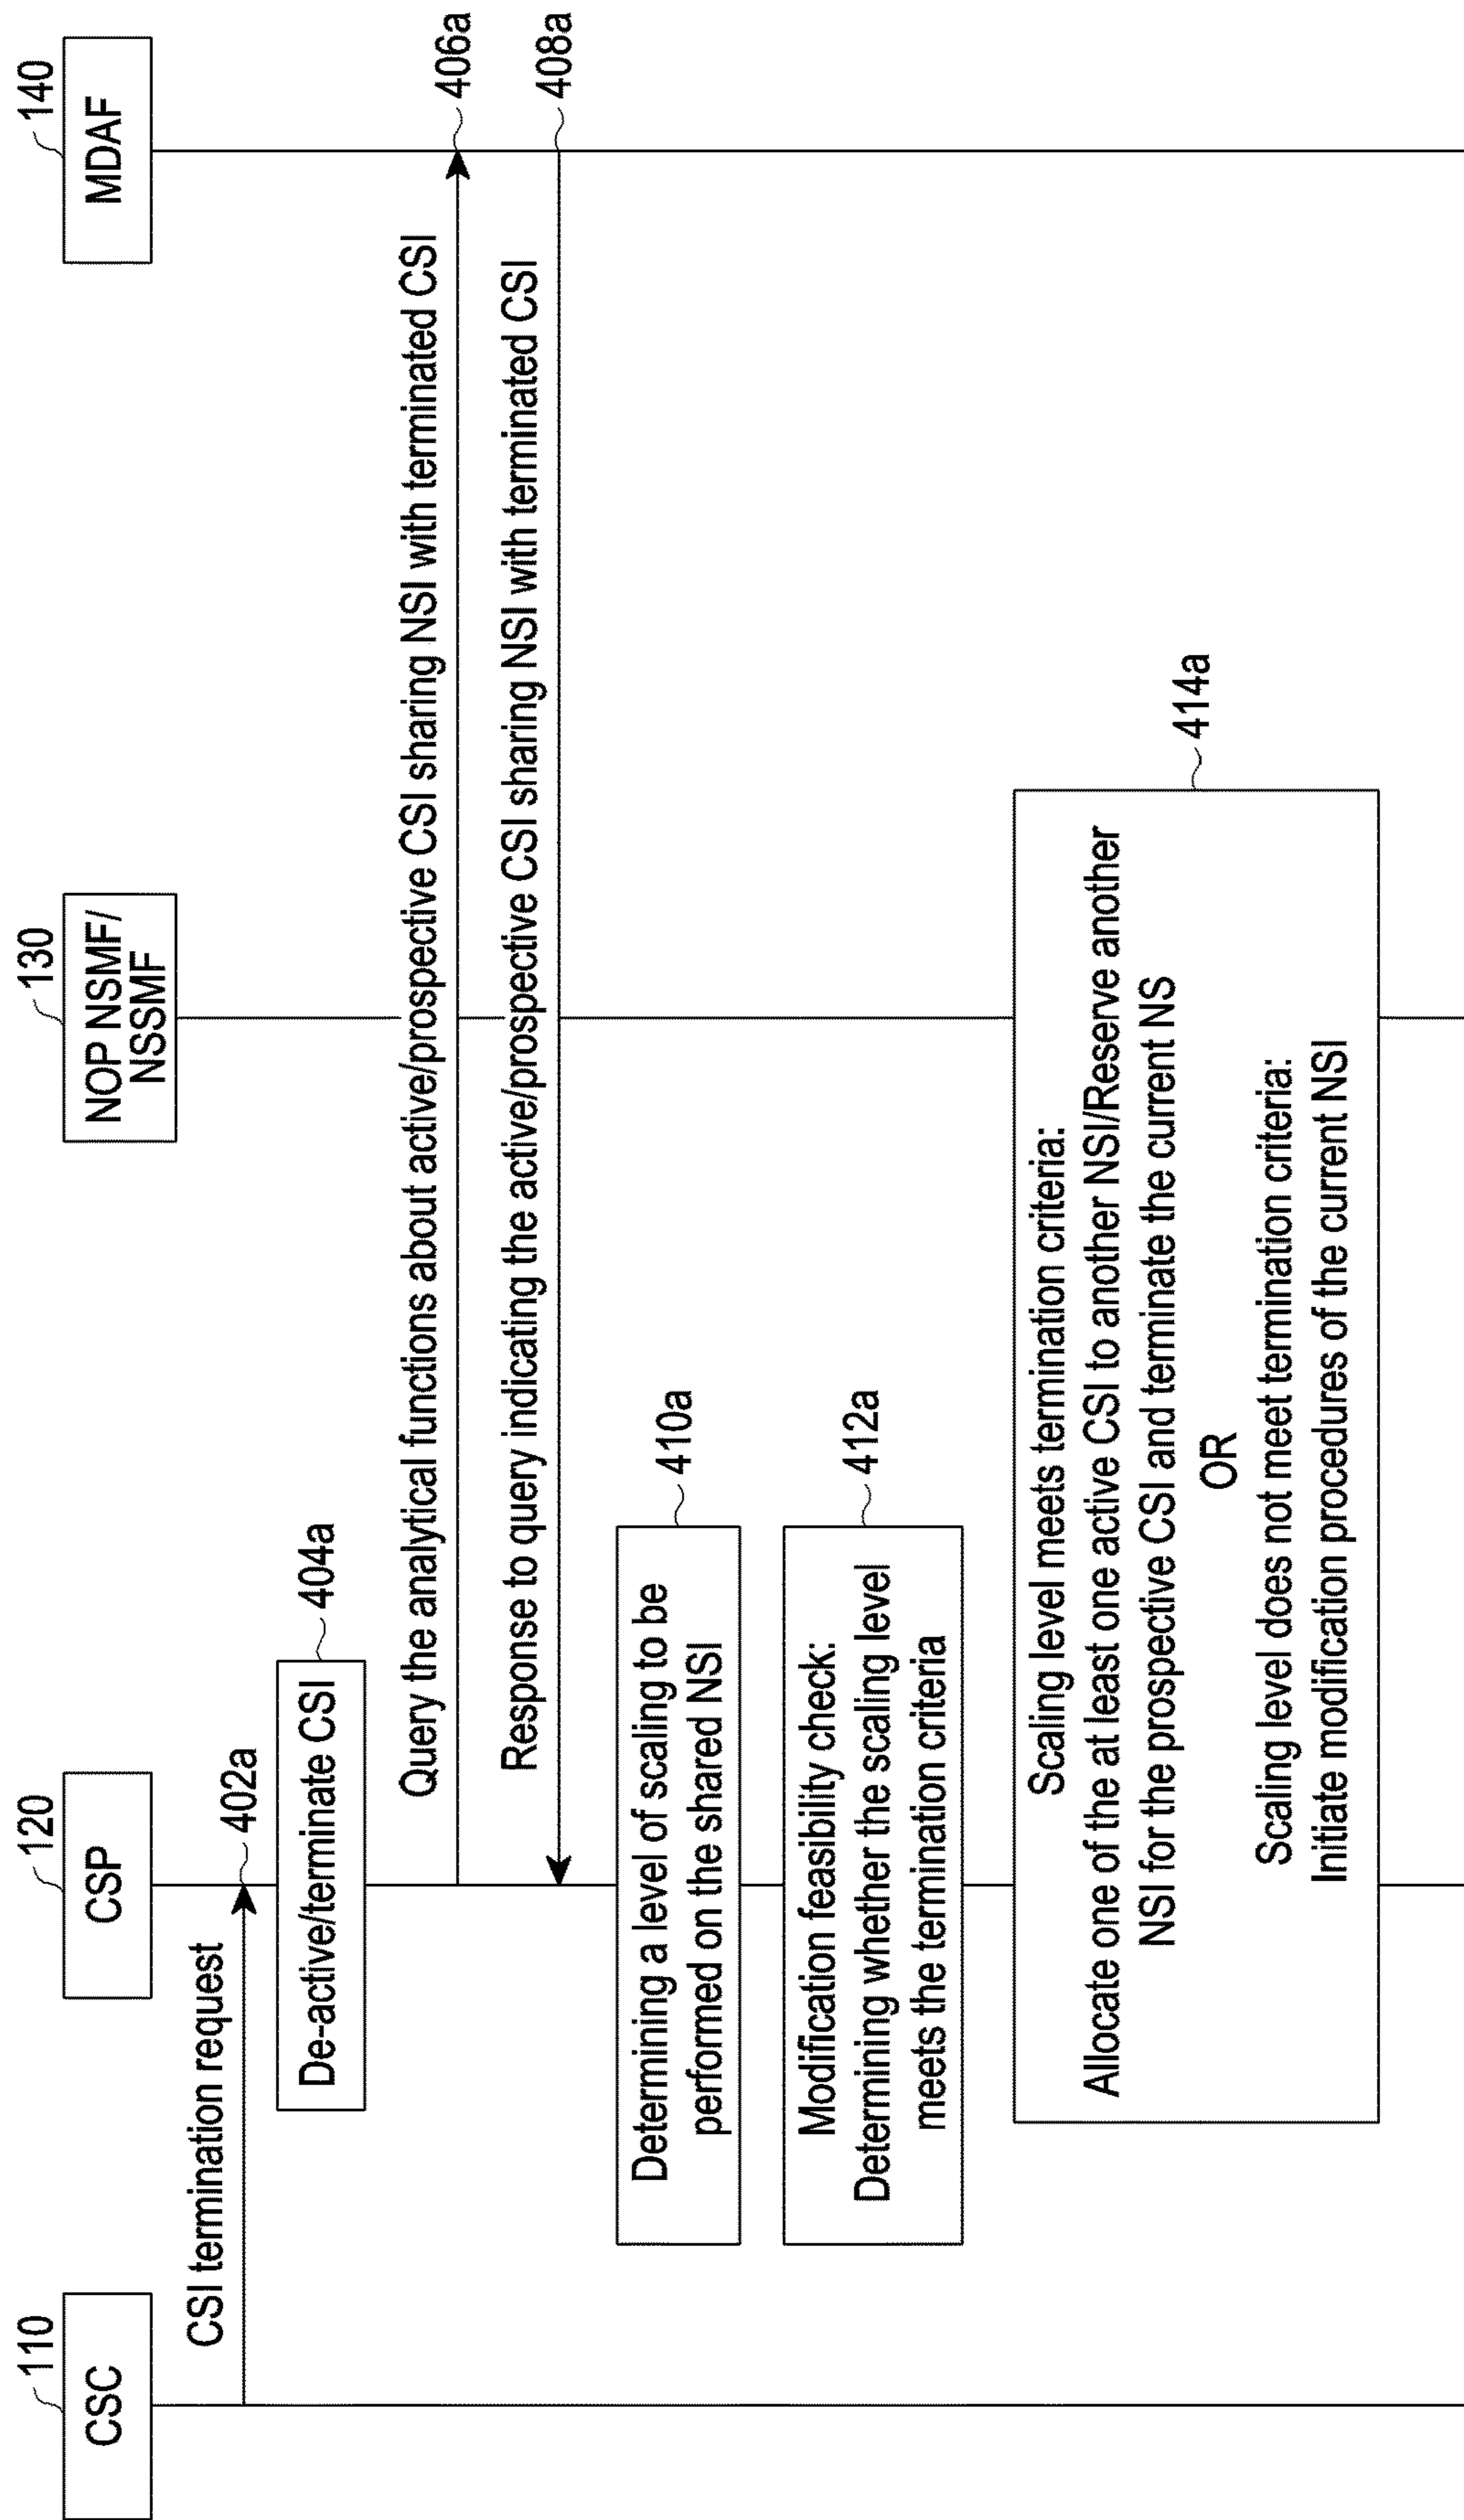 110
CSC
120
CSP
130
NOP NSMF/
NSSMF
140
MDAF
CSI termination request
402a
De-active/terminate CSI
404a
Query the analytical functions about active/prospective CSI sharing NSI with terminated CSI
406a
Response to query indicating the active/prospective CSI sharing NSI with terminated CSI
408a
Determining a level of scaling to be
performed on the shared NSI
410a
Modification feasibility check:
Determining whether the scaling level
meets the termination criteria
412a
Scaling level meets termination criteria:
Allocate one of the at least one active CSI to another NSI/Reserve another
NSI for the prospective CSI and terminate the current NS
OR
Scaling level does not meet termination criteria:
Initiate modification procedures of the current NSI
414a